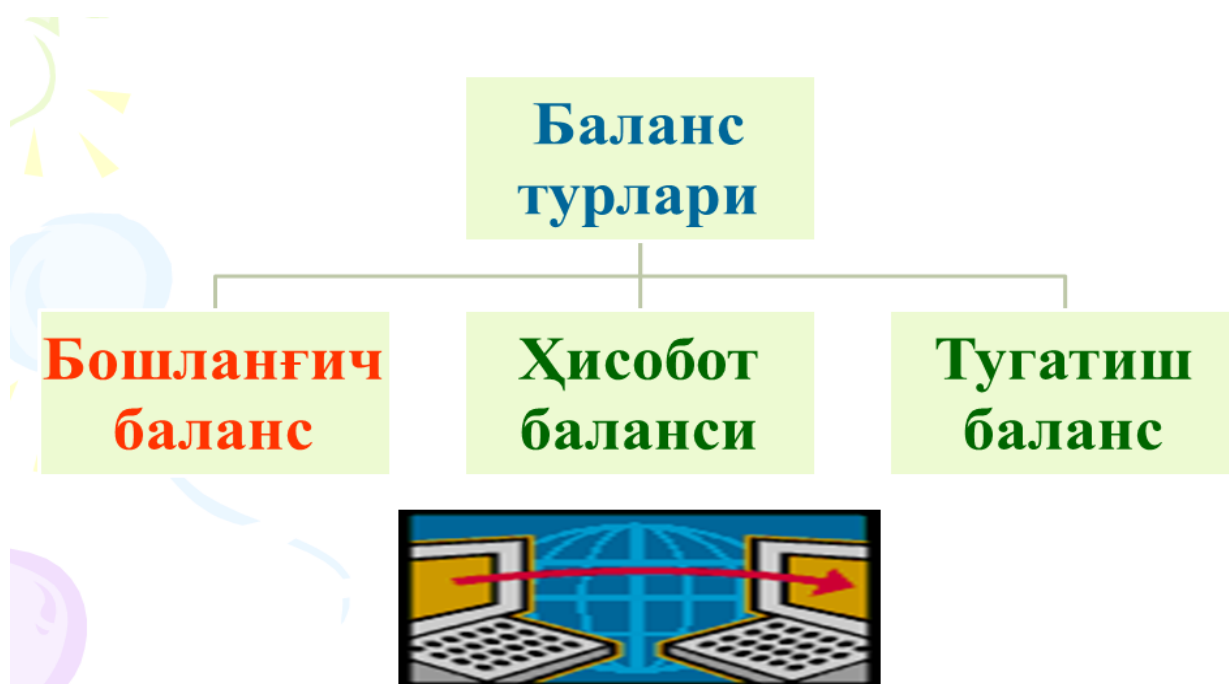 Баланс
турлари
Бошланғич
баланс
Ҳисобот
баланси
Тугатиш
баланс